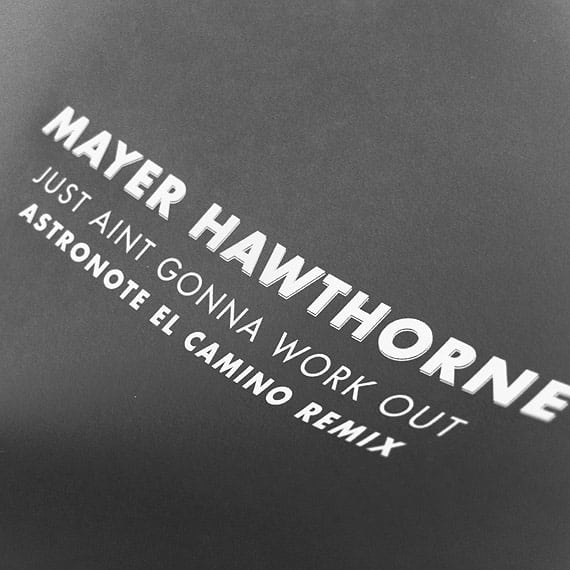 MAYER HAWTHORNE
JUST AINT GONNA WORK OUT
ASTRONOTE EL CAMINO REMIX